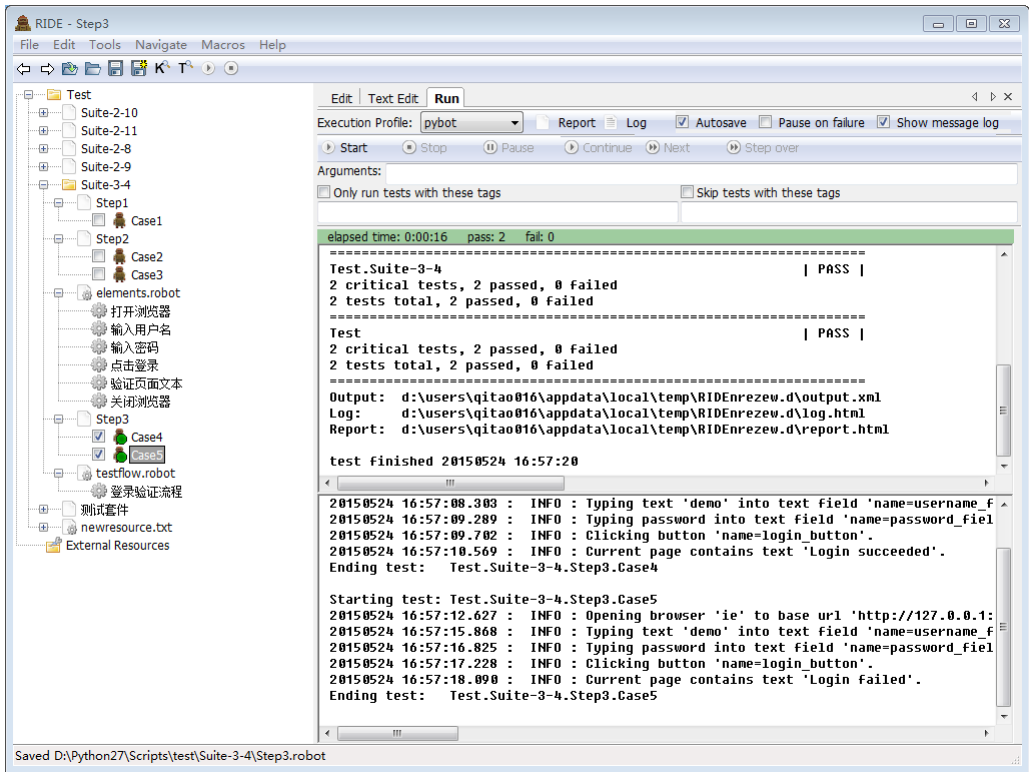 RIDE - Step3
File Edit Tools Navigate Macros Help
Test
Suite-2-10
Suite-2-11
Suite-2-8
Suite-2-9
Suite-3-4
Step1
Case1
Step2
Case2
Case3
elements.robot
打开浏览器
输入用户名
输入密码
点击登录
验证页面文本
关闭浏览器
Step3
Case4
Case5
testflow.robot
登录验证流程
测试套件
newresource.txt
External Resources
Edit Text Edit Run
Execution Profile: pybot Report Log Autosave Pause on failure Show message log
Start Stop Pause Continue Next Step over
Arguments:
Only run tests with these tags Skip tests with these tags
elapsed time: 0:00:16 pass: 2 fail: 0
==============================================================================
Test.Suite-3-4 | PASS |
2 critical tests, 2 passed, 0 failed
2 tests total, 2 passed, 0 failed
==============================================================================
Test | PASS |
2 critical tests, 2 passed, 0 failed
2 tests total, 2 passed, 0 failed
==============================================================================
Output: d:\users\qitao016\appdata\local\temp\RIDEnrezew.d\output.xml
Log: d:\users\qitao016\appdata\local\temp\RIDEnrezew.d\log.html
Report: d:\users\qitao016\appdata\local\temp\RIDEnrezew.d\report.html
test finished 20150524 16:57:20
20150524 16:57:08.303 : INFO : Typing text 'demo' into text field 'name=username_f
20150524 16:57:09.289 : INFO : Typing password into text field 'name=password_fiel
20150524 16:57:09.702 : INFO : Clicking button 'name=login_button'.
20150524 16:57:10.569 : INFO : Current page contains text 'Login succeeded'.
Ending test: Test.Suite-3-4.Step3.Case4
Starting test: Test.Suite-3-4.Step3.Case5
20150524 16:57:12.627 : INFO : Opening browser 'ie' to base url 'http://127.0.0.1:
20150524 16:57:15.868 : INFO : Typing text 'demo' into text field 'name=username_f
20150524 16:57:16.825 : INFO : Typing password into text field 'name=password_fiel
20150524 16:57:17.228 : INFO : Clicking button 'name=login_button'.
20150524 16:57:18.090 : INFO : Current page contains text 'Login failed'.
Ending test: Test.Suite-3-4.Step3.Case5
Saved D:\Python27\Scripts\test\Suite-3-4\Step3.robot